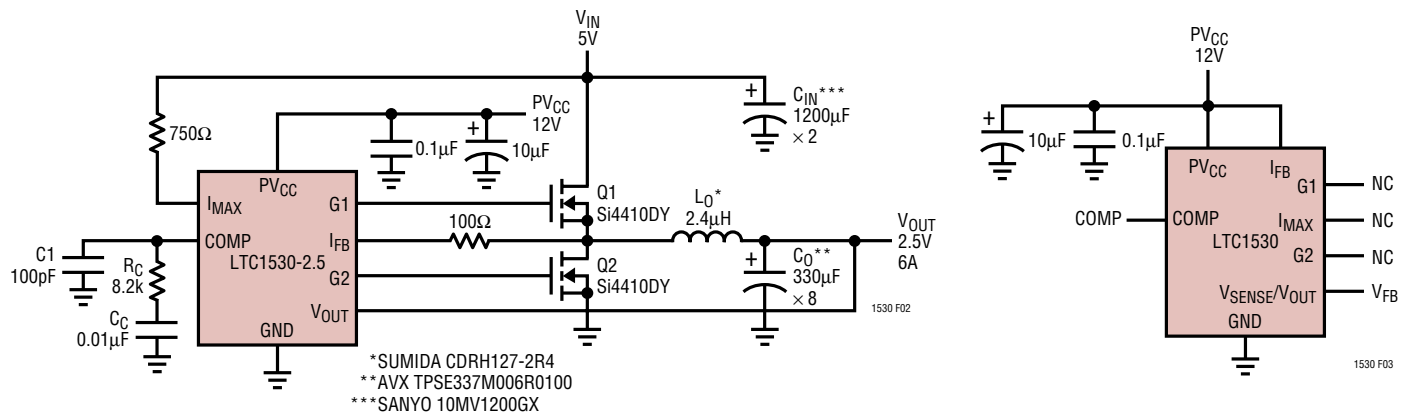 VIN
5V
750Ω
PVCC
12V
0.1µF
+
10µF
+
CIN***
1200µF
× 2
IMAX
PVCC
G1
Q1
Si4410DY
COMP
LTC1530-2.5
IFB
100Ω
LO*
2.4µH
VOUT
2.5V
6A
C1
100pF
RC
8.2k
G2
Q2
Si4410DY
+
CO**
330µF
× 8
CC
0.01µF
VOUT
GND
1530 F02
*SUMIDA CDRH127-2R4
**AVX TPSE337M006R0100
***SANYO 10MV1200GX
PVCC
12V
+
10µF
0.1µF
PVCC
IFB
G1
NC
COMP
COMP
IMAX
NC
LTC1530
G2
NC
VSENSE/VOUT
VFB
GND
1530 F03